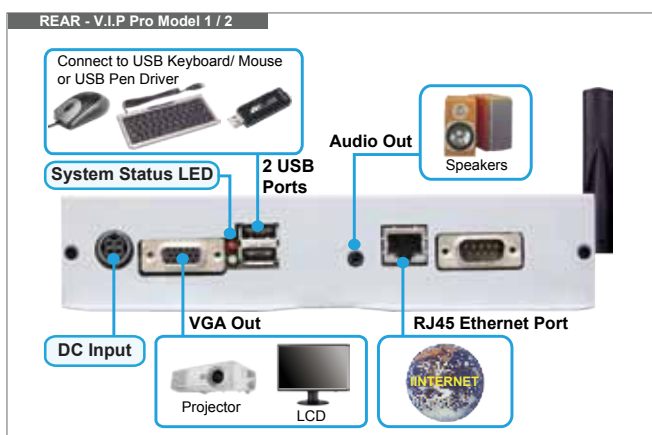 REAR - V.I.P Pro Model 1 / 2
Connect to USB Keyboard/ Mouse
or USB Pen Driver
System Status LED
2 USB
Ports
Audio Out
Speakers
VGA Out
RJ45 Ethernet Port
DC Input
Projector
LCD
IINTERNET